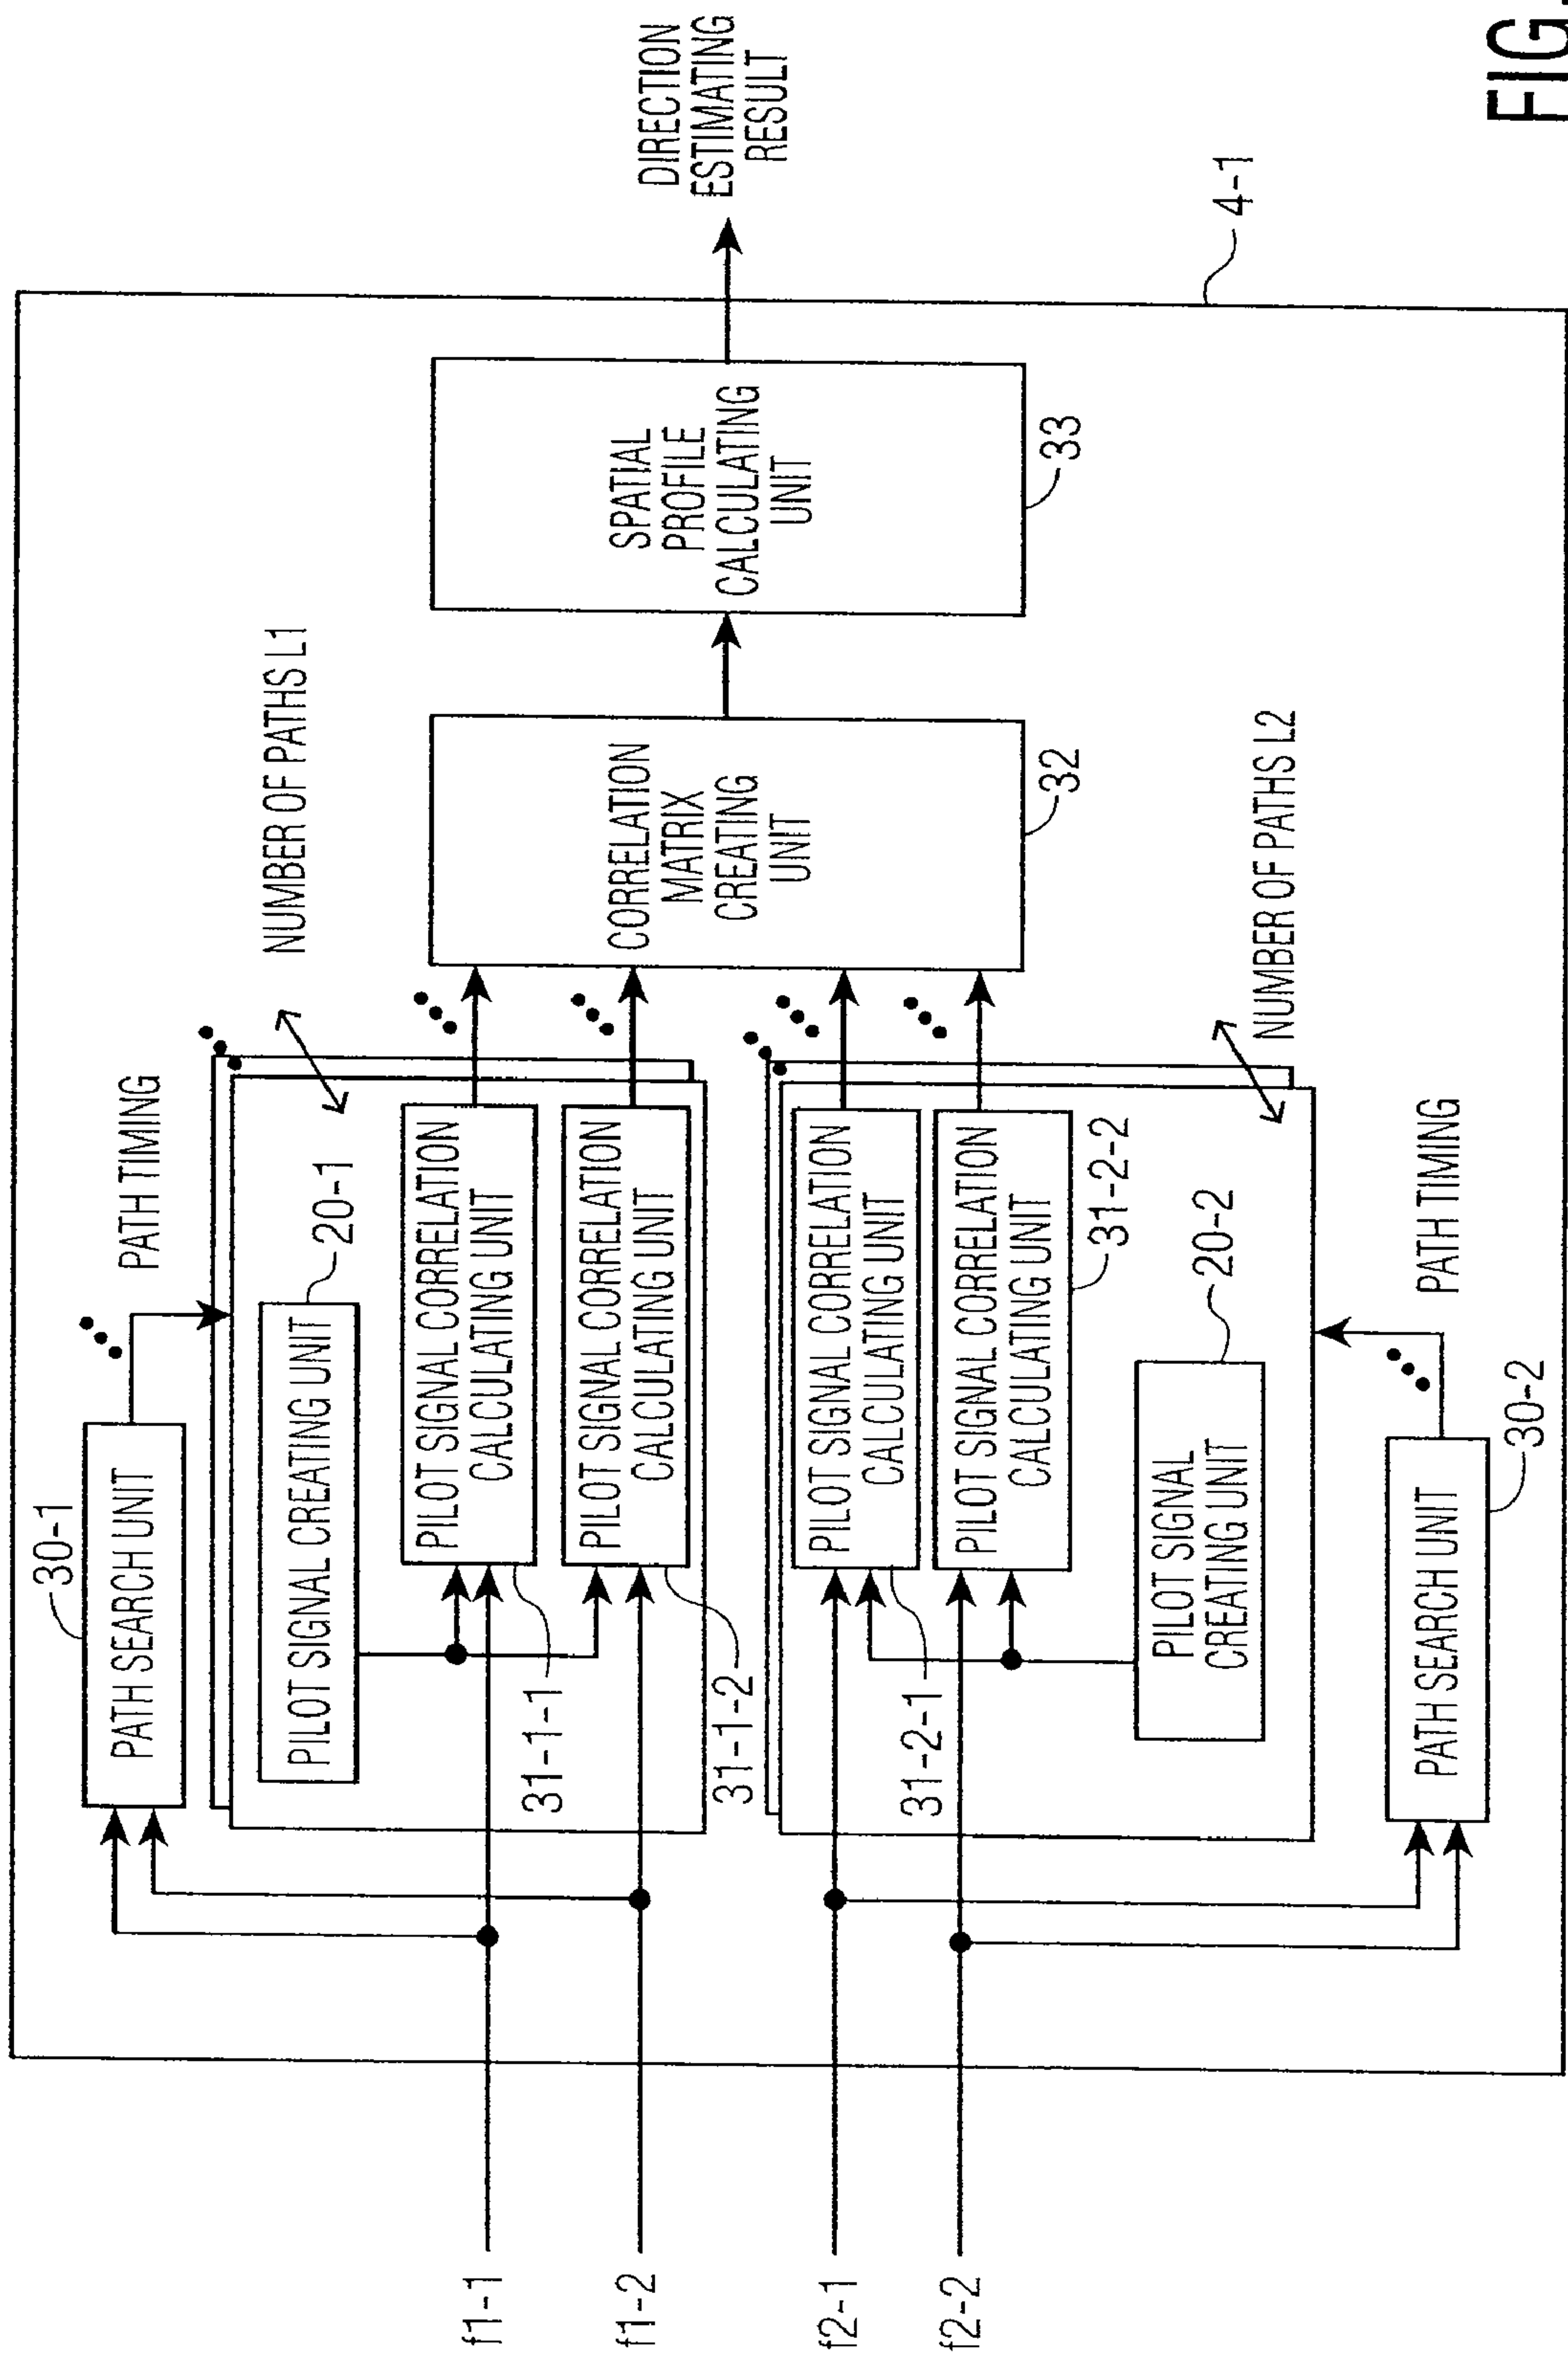 30-1
PATH SEARCH UNIT
PATH TIMING
NUMBER OF PATHS L1
PILOT SIGNAL CREATING UNIT
20-1
f1-1
PILOT SIGNAL CORRELATION
CALCULATING UNIT
31-1-1
f1-2
PILOT SIGNAL CORRELATION
CALCULATING UNIT
31-1-2
CORRELATION
MATRIX
CREATING
UNIT
32
SPATIAL
PROFILE
CALCULATING
UNIT
33
DIRECTION
ESTIMATING
RESULT
f2-1
PILOT SIGNAL CORRELATION
CALCULATING UNIT
31-2-1
f2-2
PILOT SIGNAL CORRELATION
CALCULATING UNIT
31-2-2
PILOT SIGNAL
CREATING UNIT
20-2
NUMBER OF PATHS L2
4-1
PATH SEARCH UNIT
30-2
PATH TIMING
FIG.